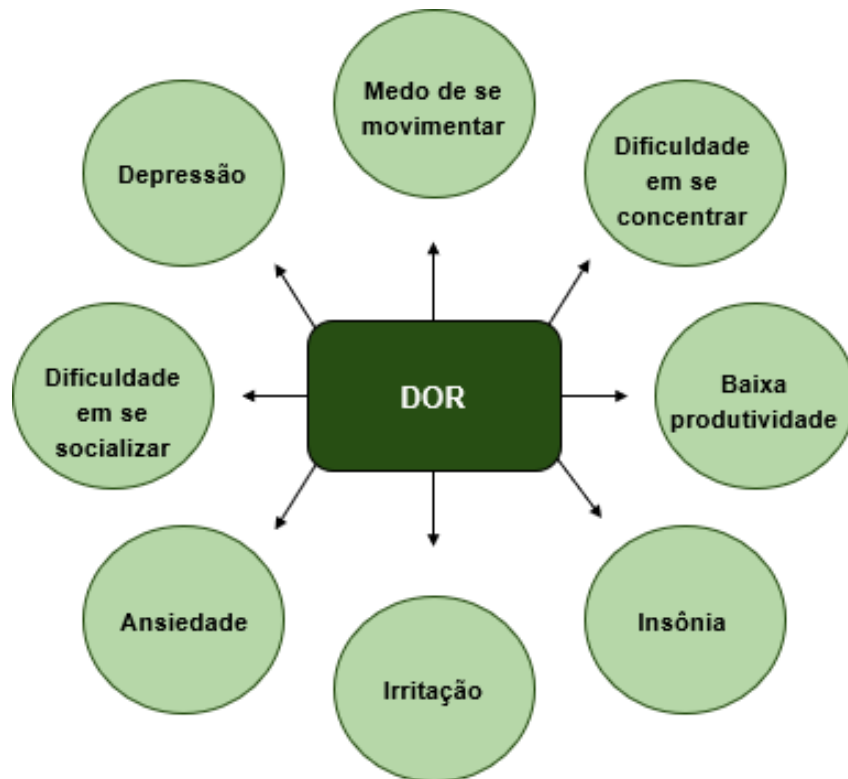 Medo de se
movimentar
Depressão
Dificuldade
em se
concentrar
Dificuldade
em se
socializar
DOR
Baixa
produtividade
Ansiedade
Irritação
Insônia